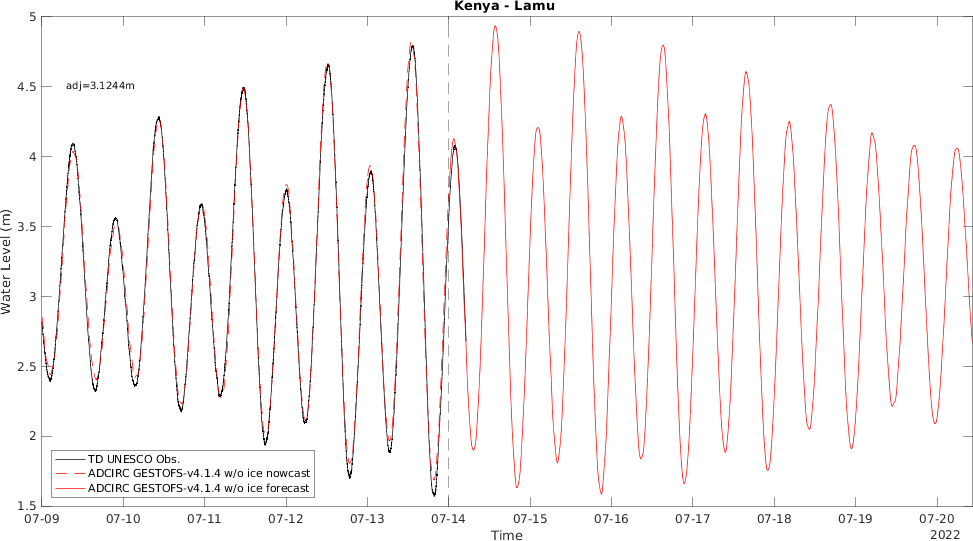 Kenya - Lamu
5
4.5
4
3.5
3
2.5
2
1.5
Water Level (m)
adj=3.1244m
TD UNESCO Obs.
ADCIRC GESTOFS-v4.1.4 w/o ice nowcast
ADCIRC GESTOFS-v4.1.4 w/o ice forecast
07-09 07-10 07-11 07-12 07-13 07-14 07-15 07-16 07-17 07-18 07-19 07-20
2022
Time